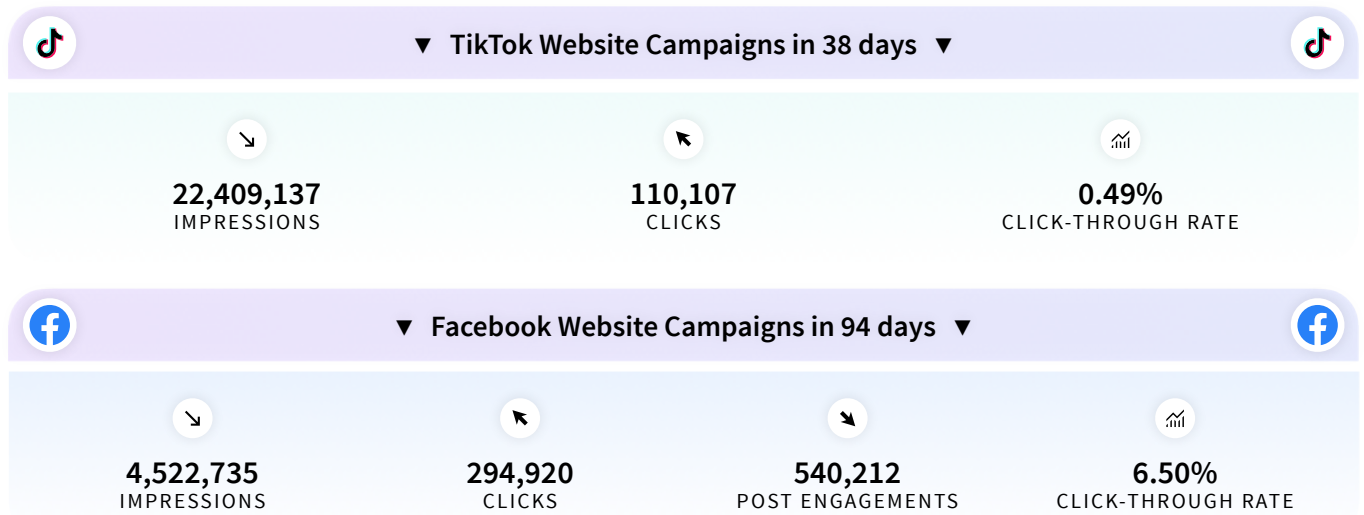 ▼ TikTok Website Campaigns in 38 days ▼
22,409,137 110,107 0.49%
IMPRESSIONS CLICKS CLICK-THROUGH RATE
▼ Facebook Website Campaigns in 94 days ▼
4,522,735 294,920 540,212 6.50%
IMPRESSIONS CLICKS POST ENGAGEMENTS CLICK-THROUGH RATE